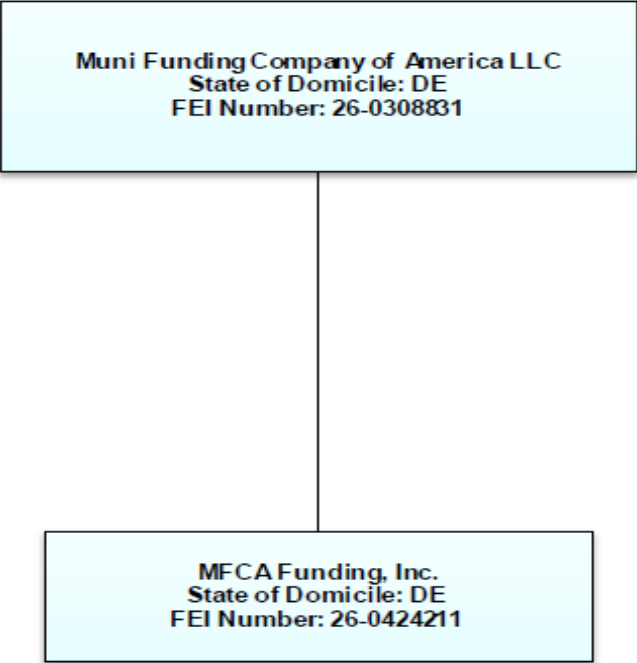 Muni Funding Company of America LLC
State of Domicile: DE
FEI Number: 26-0308831
MFCA Funding, Inc.
State of Domicile: DE
FEI Number: 26-0424211